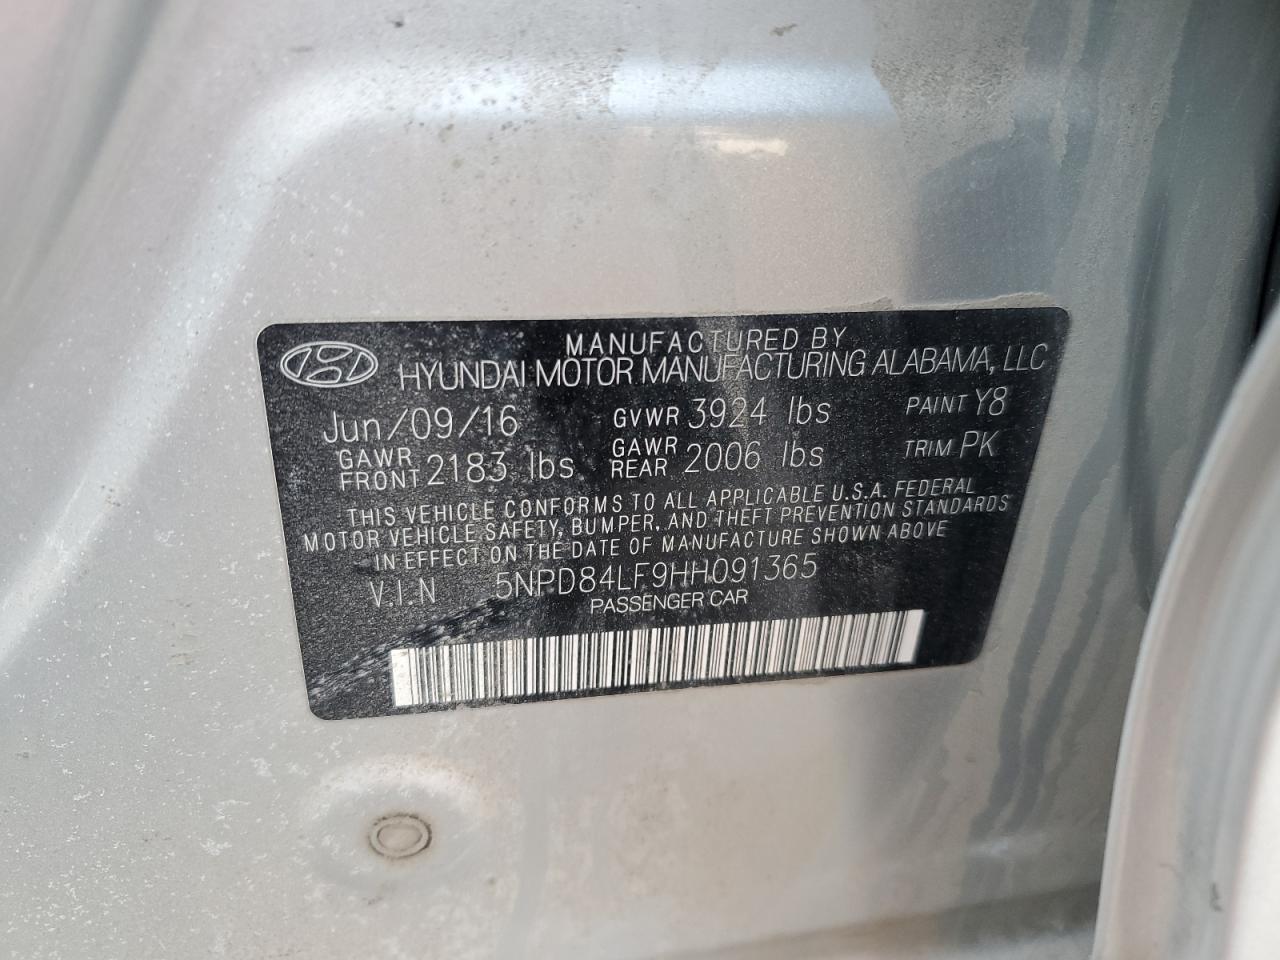 MANUFACTURED BY
HYUNDAI MOTOR MANUFACTURING ALABAMA, LLC
Jun/09/16 GVWR 3924 lbs PAINT Y8
GAWR FRONT 2183 lbs GAWR REAR 2006 lbs TRIM PK
THIS VEHICLE CONFORMS TO ALL APPLICABLE U.S.A. FEDERAL
MOTOR VEHICLE SAFETY, BUMPER, AND THEFT PREVENTION STANDARDS
IN EFFECT ON THE DATE OF MANUFACTURE SHOWN ABOVE
V.I.N 5NPD84LF9HH091365
PASSENGER CAR